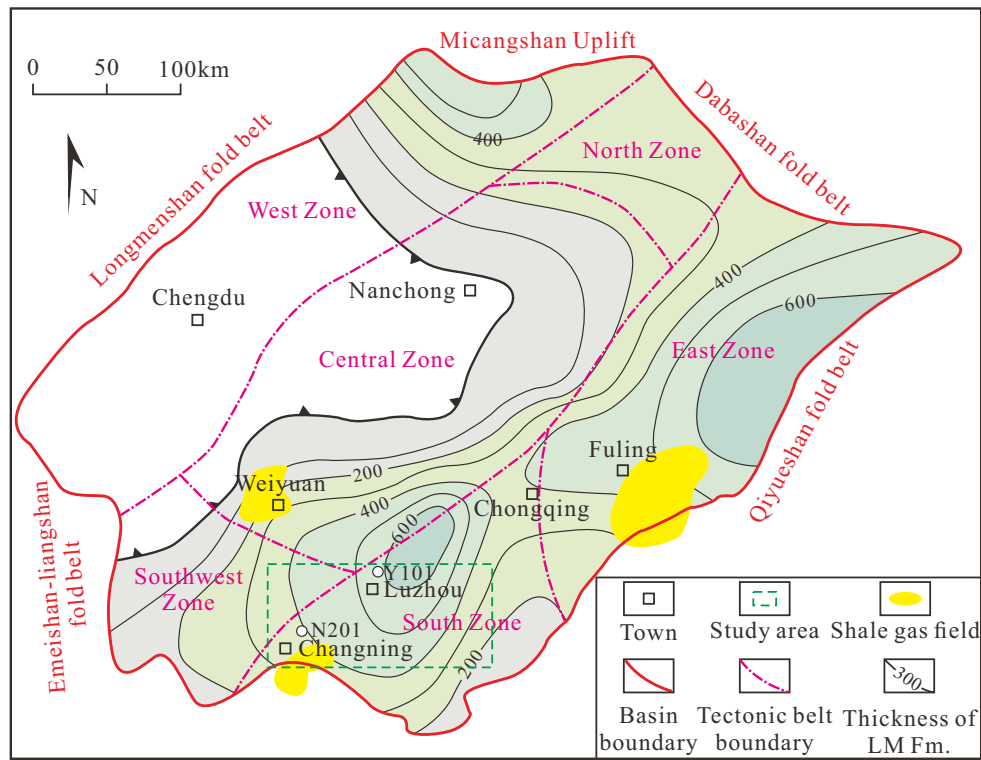 Micangshan Uplift
0 50 100km
N
Longmenshan fold belt
Dabashan fold belt
400
North Zone
West Zone
Nanchong
Chengdu
400
600
Central Zone
East Zone
Qiyueshan fold belt
Fuling
200
Weiyuan
400
Chongqing
600
Emeishan-liangshan
fold belt
Southwest
Zone
Y101
Luzhou
South Zone
N201
Changning
200
Town
Study area
Shale gas field
300
Basin
boundary
Tectonic belt
boundary
Thickness of
LM Fm.